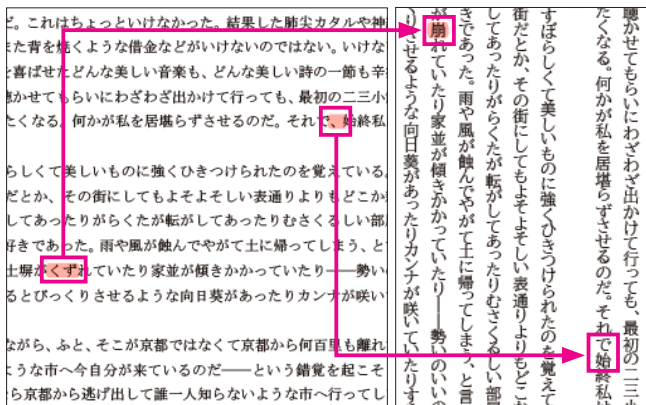 だ。これはちょっといけなかった。結果した肺尖カタルや神
また背を焼くような借金などがいけないのではない。いけな
を喜ばせたどんな美しい音楽も、どんな美しい詩の一節も辛
聴かせてもらいにわざわざ出かけて行っても、最初の二三小
たくなる。何かが私を居堪らずさせるのだ。それで、始終私
らしくて美しいものに強くひきつけられたのを覚えている。
だとか、その街にしてもよそよそしい表通りよりもどこか
してあったりがらくたが転がしてあったりむさくるしい部
好きであった。雨や風が蝕んでやがて土に帰ってしまう、と
土塀がくずれていたり家並が傾きかかっていたり――勢い
るとびっくりさせるような向日葵があったりカンナが咲い
ながら、ふと、そこが京都ではなくて京都から何百里も離れ
ような市へ今自分が来ているのだ――という錯覚を起こそ
ら京都から逃げ出して誰一人知らないような市へ行ってし
聴かせてもらいにわざわざ出かけて行っても、最初の二三小
たくなる。何かが私を居堪らずさせるのだ。それで始終私は
すぼらしくて美しいものに強くひきつけられたのを覚えて
街だとか、その街にしてもよそよそしい表通りよりもどこか
してあったりがらくたが転がしてあったりむさくるしい部屋
きであった。雨や風が蝕んでやがて土に帰ってしまう、と言
が崩れていたり家並が傾きかかっていたり――勢いのいいの
くりさせるような向日葵があったりカンナが咲いていたりする